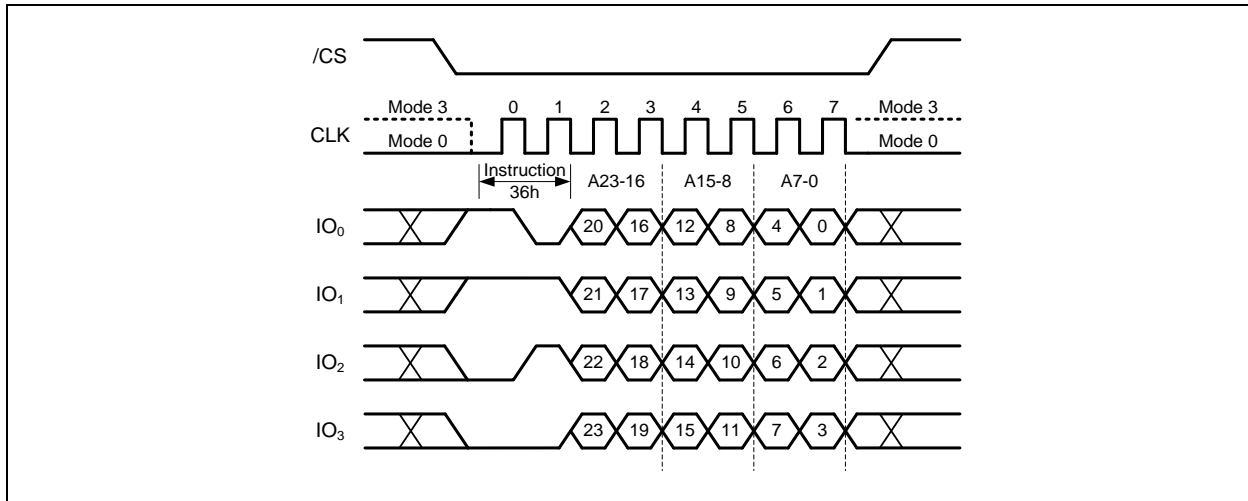 /CS
Mode 3 0 1 2 3 4 5 6 7 Mode 3
CLK
Mode 0 Mode 0
Instruction
36h
A23-16 A15-8 A7-0
IO₀ 20 16 12 8 4 0
IO₁ 21 17 13 9 5 1
IO₂ 22 18 14 10 6 2
IO₃ 23 19 15 11 7 3